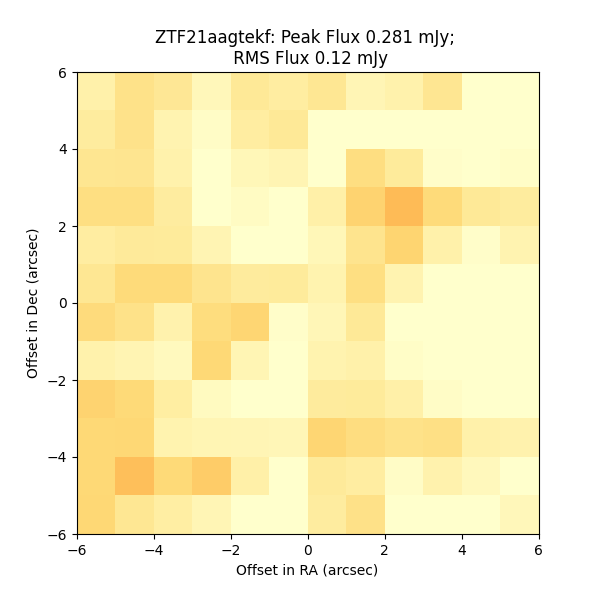 ZTF21aagtekf: Peak Flux 0.281 mJy;
RMS Flux 0.12 mJy
6
4
2
0
−2
−4
−6
Offset in Dec (arcsec)
−6 −4 −2 0 2 4 6
Offset in RA (arcsec)